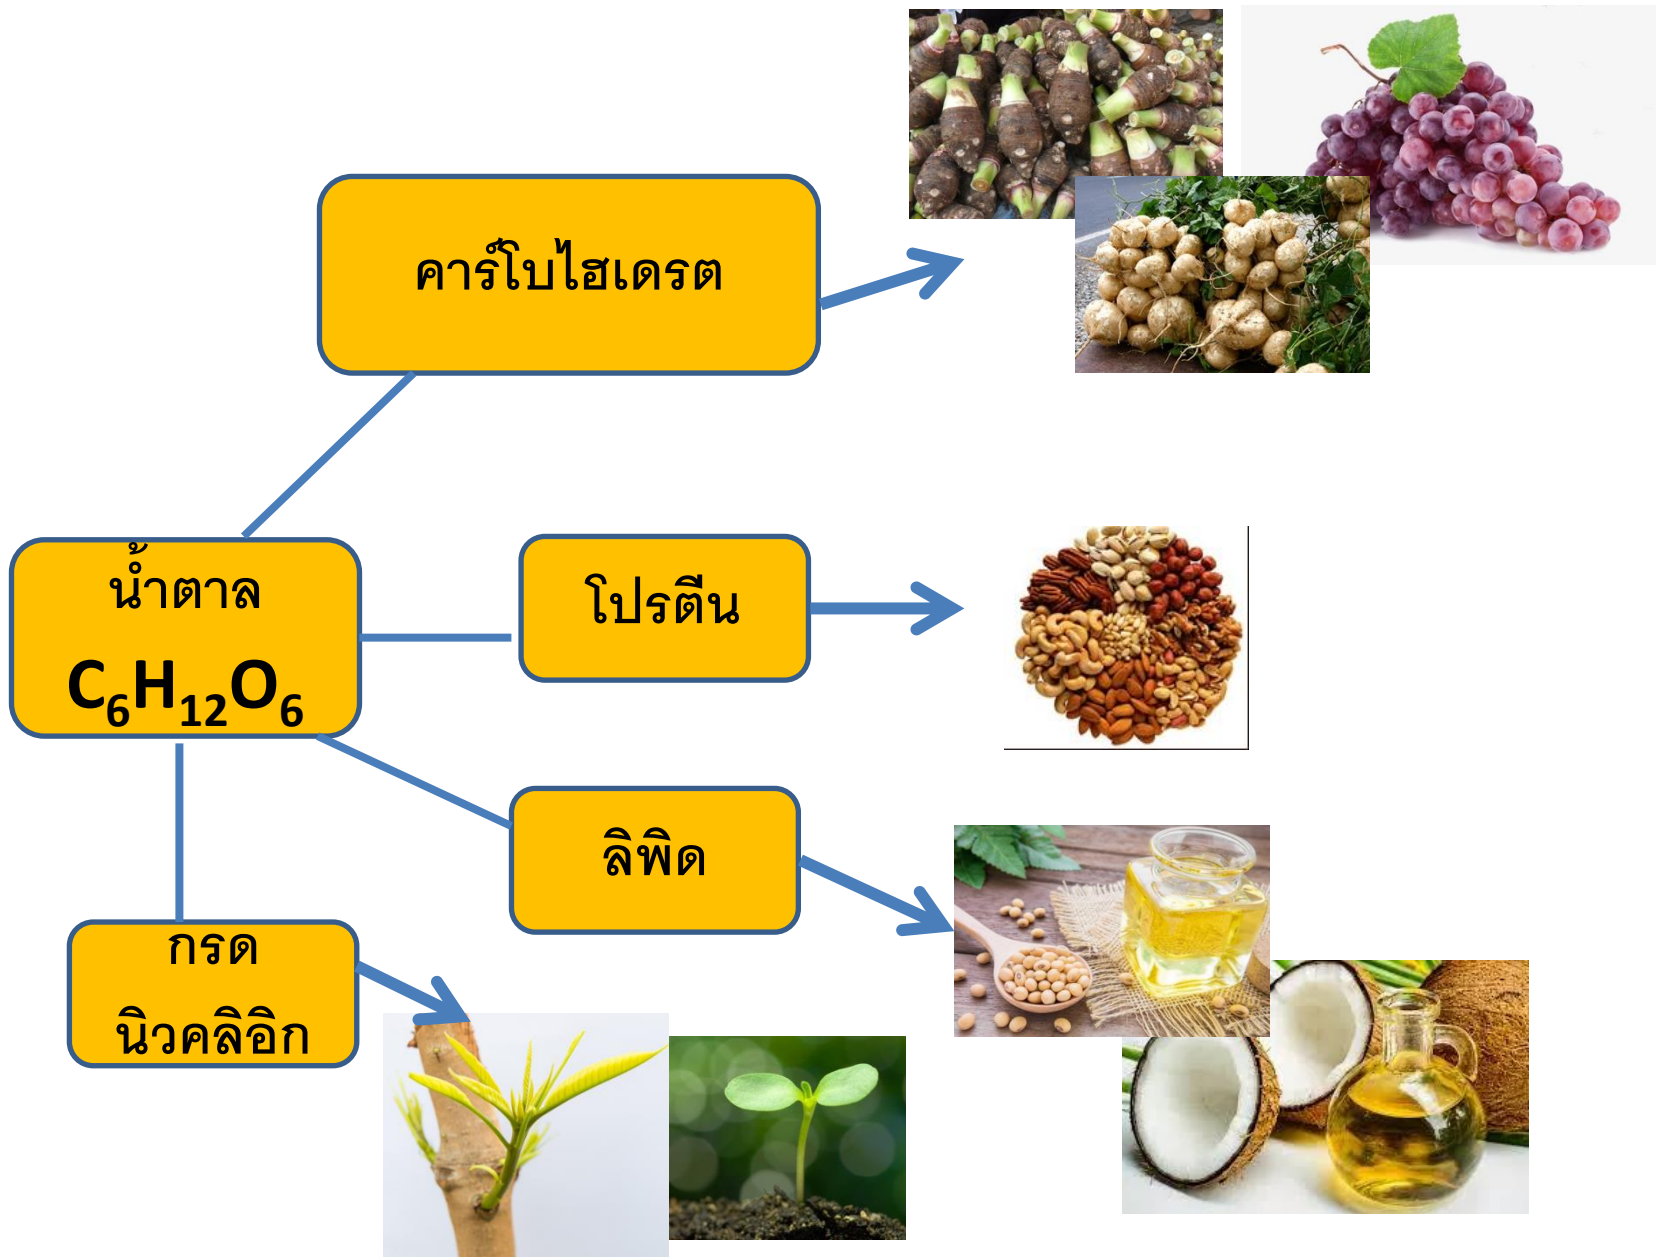 คาร์โบไฮเดรต
น้ำตาล
C₆H₁₂O₆
โปรตีน
ลิพิด
กรด
นิวคลิอิก